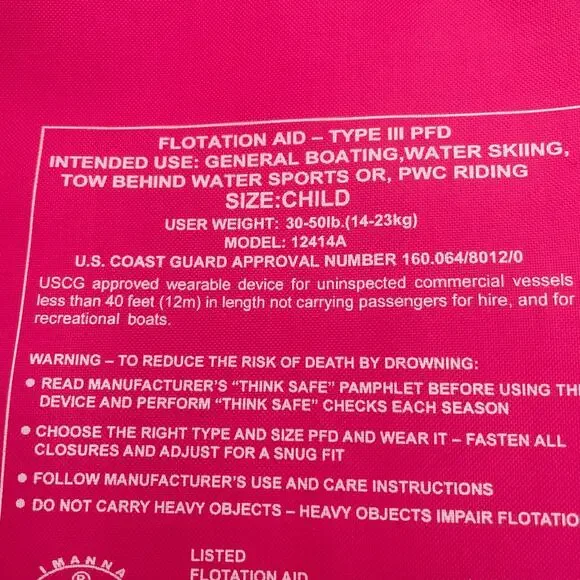 FLOTATION AID – TYPE III PFD
INTENDED USE: GENERAL BOATING,WATER SKIING,
TOW BEHIND WATER SPORTS OR, PWC RIDING
SIZE:CHILD
USER WEIGHT: 30-50lb.(14-23kg)
MODEL: 12414A
U.S. COAST GUARD APPROVAL NUMBER 160.064/8012/0
USCG approved wearable device for uninspected commercial vessels
less than 40 feet (12m) in length not carrying passengers for hire, and for
recreational boats.
WARNING – TO REDUCE THE RISK OF DEATH BY DROWNING:
● READ MANUFACTURER'S “THINK SAFE” PAMPHLET BEFORE USING TH
DEVICE AND PERFORM “THINK SAFE” CHECKS EACH SEASON
● CHOOSE THE RIGHT TYPE AND SIZE PFD AND WEAR IT – FASTEN ALL
CLOSURES AND ADJUST FOR A SNUG FIT
● FOLLOW MANUFACTURER'S USE AND CARE INSTRUCTIONS
● DO NOT CARRY HEAVY OBJECTS – HEAVY OBJECTS IMPAIR FLOTATIO
IMANNA
®
LISTED
FLOTATION AID